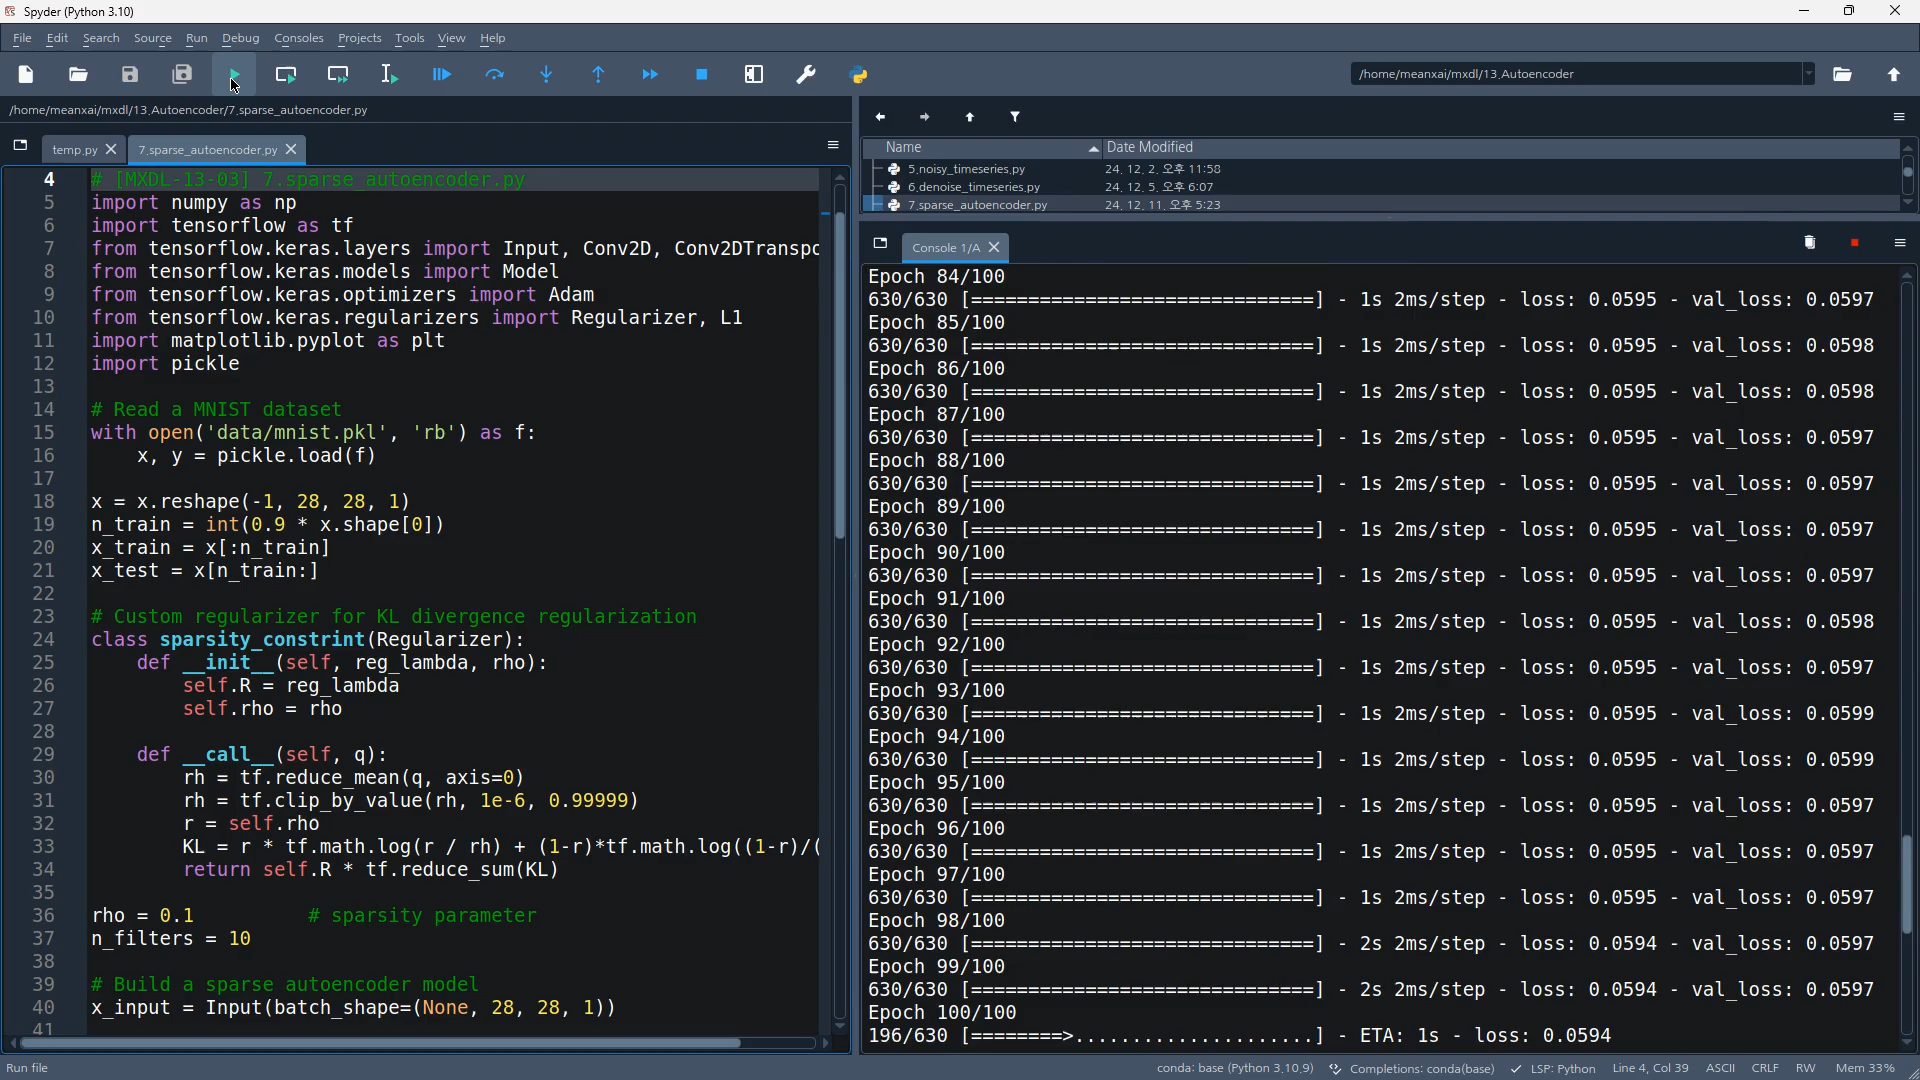 Spyder (Python 3.10)
File Edit Search Source Run Debug Consoles Projects Tools View Help
/home/meanxai/mxdl/13.Autoencoder
/home/meanxai/mxdl/13.Autoencoder/7.sparse_autoencoder.py
temp.py
7.sparse_autoencoder.py
4 # [MXDL-13-03] 7.sparse_autoencoder.py
5 import numpy as np
6 import tensorflow as tf
7 from tensorflow.keras.layers import Input, Conv2D, Conv2DTranspo
8 from tensorflow.keras.models import Model
9 from tensorflow.keras.optimizers import Adam
10 from tensorflow.keras.regularizers import Regularizer, L1
11 import matplotlib.pyplot as plt
12 import pickle
13
14 # Read a MNIST dataset
15 with open('data/mnist.pkl', 'rb') as f:
16     x, y = pickle.load(f)
17
18 x = x.reshape(-1, 28, 28, 1)
19 n_train = int(0.9 * x.shape[0])
20 x_train = x[:n_train]
21 x_test = x[n_train:]
22
23 # Custom regularizer for KL divergence regularization
24 class sparsity_constrint(Regularizer):
25     def __init__(self, reg_lambda, rho):
26         self.R = reg_lambda
27         self.rho = rho
28
29     def __call__(self, q):
30         rh = tf.reduce_mean(q, axis=0)
31         rh = tf.clip_by_value(rh, 1e-6, 0.99999)
32         r = self.rho
33         KL = r * tf.math.log(r / rh) + (1-r)*tf.math.log((1-r)/(
34         return self.R * tf.reduce_sum(KL)
35
36 rho = 0.1          # sparsity parameter
37 n_filters = 10
38
39 # Build a sparse autoencoder model
40 x_input = Input(batch_shape=(None, 28, 28, 1))
41
Name Date Modified
5.noisy_timeseries.py 24. 12. 2. 오후 11:58
6.denoise_timeseries.py 24. 12. 5. 오후 6:07
7.sparse_autoencoder.py 24. 12. 11. 오후 5:23
Console 1/A
Epoch 84/100
630/630 [==============================] - 1s 2ms/step - loss: 0.0595 - val_loss: 0.0597
Epoch 85/100
630/630 [==============================] - 1s 2ms/step - loss: 0.0595 - val_loss: 0.0598
Epoch 86/100
630/630 [==============================] - 1s 2ms/step - loss: 0.0595 - val_loss: 0.0598
Epoch 87/100
630/630 [==============================] - 1s 2ms/step - loss: 0.0595 - val_loss: 0.0597
Epoch 88/100
630/630 [==============================] - 1s 2ms/step - loss: 0.0595 - val_loss: 0.0597
Epoch 89/100
630/630 [==============================] - 1s 2ms/step - loss: 0.0595 - val_loss: 0.0597
Epoch 90/100
630/630 [==============================] - 1s 2ms/step - loss: 0.0595 - val_loss: 0.0597
Epoch 91/100
630/630 [==============================] - 1s 2ms/step - loss: 0.0595 - val_loss: 0.0598
Epoch 92/100
630/630 [==============================] - 1s 2ms/step - loss: 0.0595 - val_loss: 0.0597
Epoch 93/100
630/630 [==============================] - 1s 2ms/step - loss: 0.0595 - val_loss: 0.0599
Epoch 94/100
630/630 [==============================] - 1s 2ms/step - loss: 0.0595 - val_loss: 0.0599
Epoch 95/100
630/630 [==============================] - 1s 2ms/step - loss: 0.0595 - val_loss: 0.0597
Epoch 96/100
630/630 [==============================] - 1s 2ms/step - loss: 0.0595 - val_loss: 0.0597
Epoch 97/100
630/630 [==============================] - 1s 2ms/step - loss: 0.0595 - val_loss: 0.0597
Epoch 98/100
630/630 [==============================] - 2s 2ms/step - loss: 0.0594 - val_loss: 0.0597
Epoch 99/100
630/630 [==============================] - 2s 2ms/step - loss: 0.0594 - val_loss: 0.0597
Epoch 100/100
196/630 [========>.....................] - ETA: 1s - loss: 0.0594
Run file
conda: base (Python 3.10.9) Completions: conda(base) LSP: Python Line 4, Col 39 ASCII CRLF RW Mem 33%